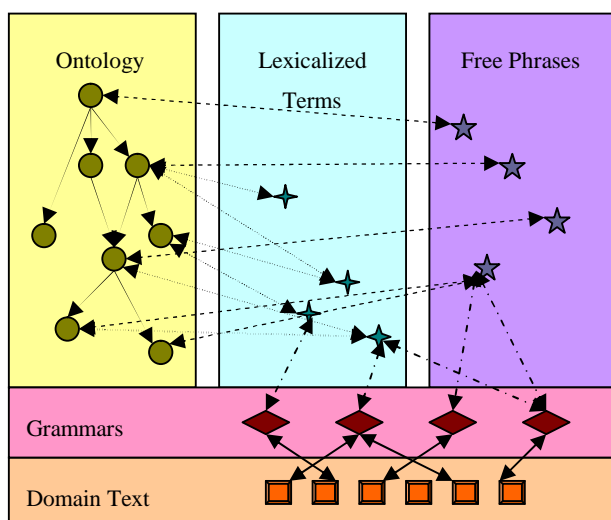 Ontology
Lexicalized
Terms
Free Phrases
Grammars
Domain Text